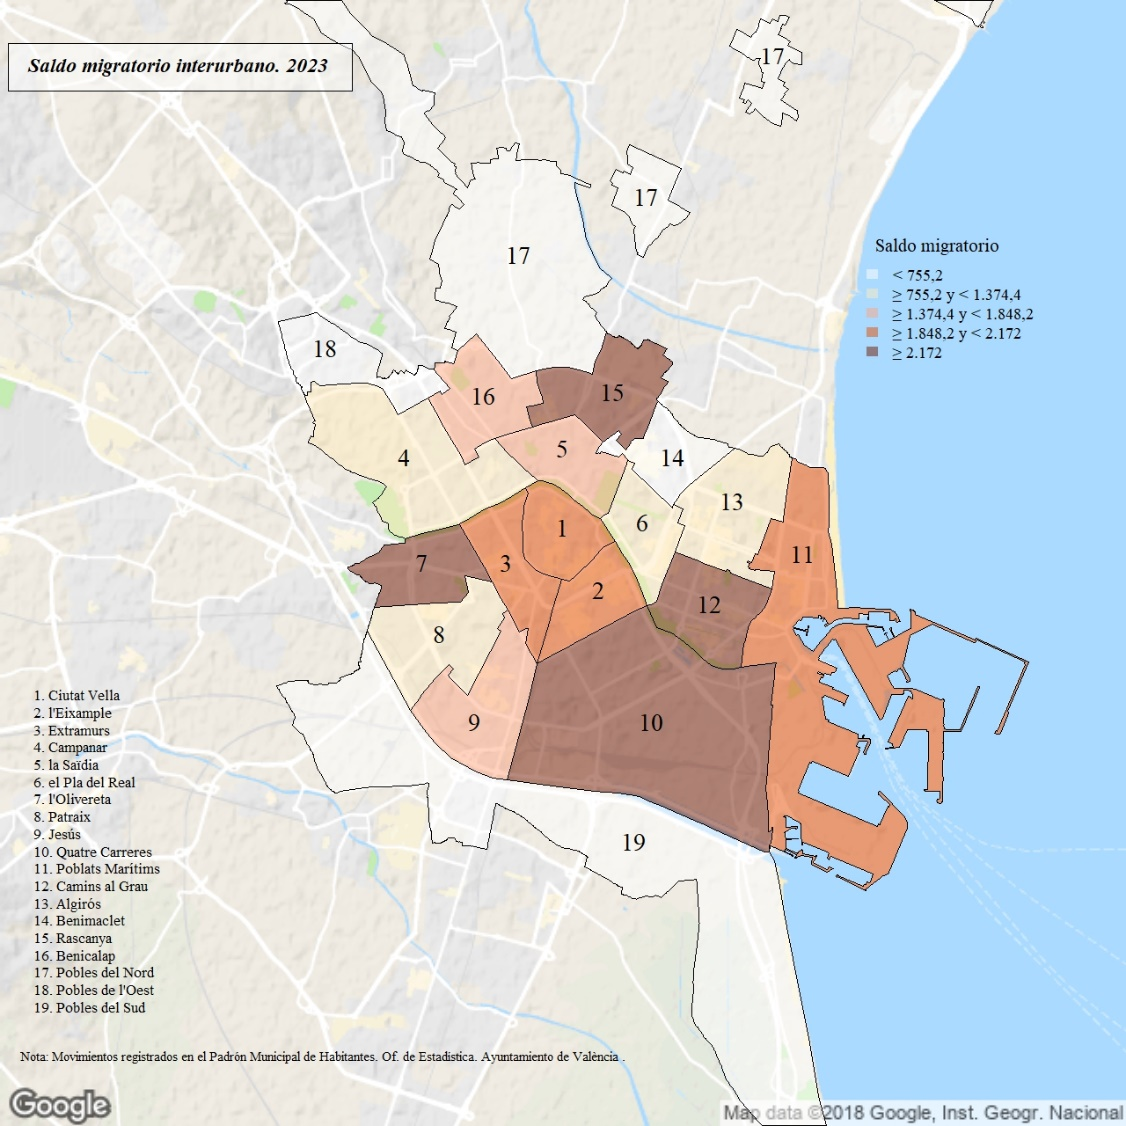 Saldo migratorio interurbano. 2023
17
17
17
Saldo migratorio
< 755,2
≥ 755,2 y < 1.374,4
≥ 1.374,4 y < 1.848,2
≥ 1.848,2 y < 2.172
≥ 2.172
18
16
15
5
4
14
13
6
1
11
7
3
2
12
8
9
10
19
1. Ciutat Vella
2. l'Eixample
3. Extramurs
4. Campanar
5. la Saïdia
6. el Pla del Real
7. l'Olivereta
8. Patraix
9. Jesús
10. Quatre Carreres
11. Poblats Marítims
12. Camins al Grau
13. Algirós
14. Benimaclet
15. Rascanya
16. Benicalap
17. Pobles del Nord
18. Pobles de l'Oest
19. Pobles del Sud
Nota: Movimientos registrados en el Padrón Municipal de Habitantes. Of. de Estadística. Ayuntamiento de València .
Google
Map data ©2018 Google, Inst. Geogr. Nacional